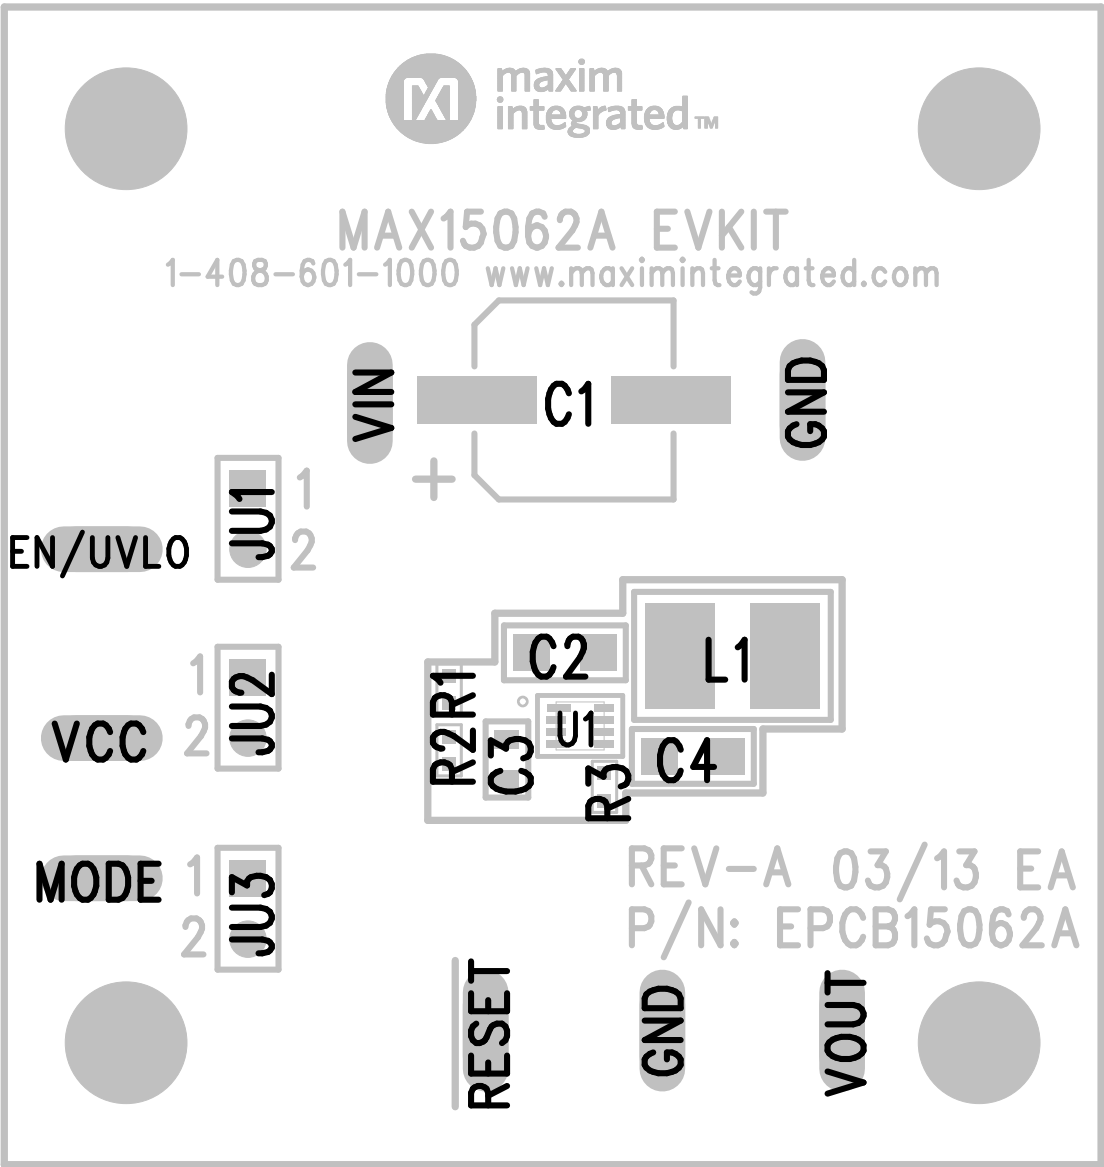 maxim
integrated™
MAX15062A EVKIT
1-408-601-1000 www.maximintegrated.com
VIN
C1
GND
+
JU1
1
2
EN/UVLO
C2
L1
1
JU2
2
VCC
R1
R2
C3
U1
C4
R3
MODE
1
JU3
2
REV-A 03/13 EA
P/N: EPCB15062A
RESET
GND
VOUT